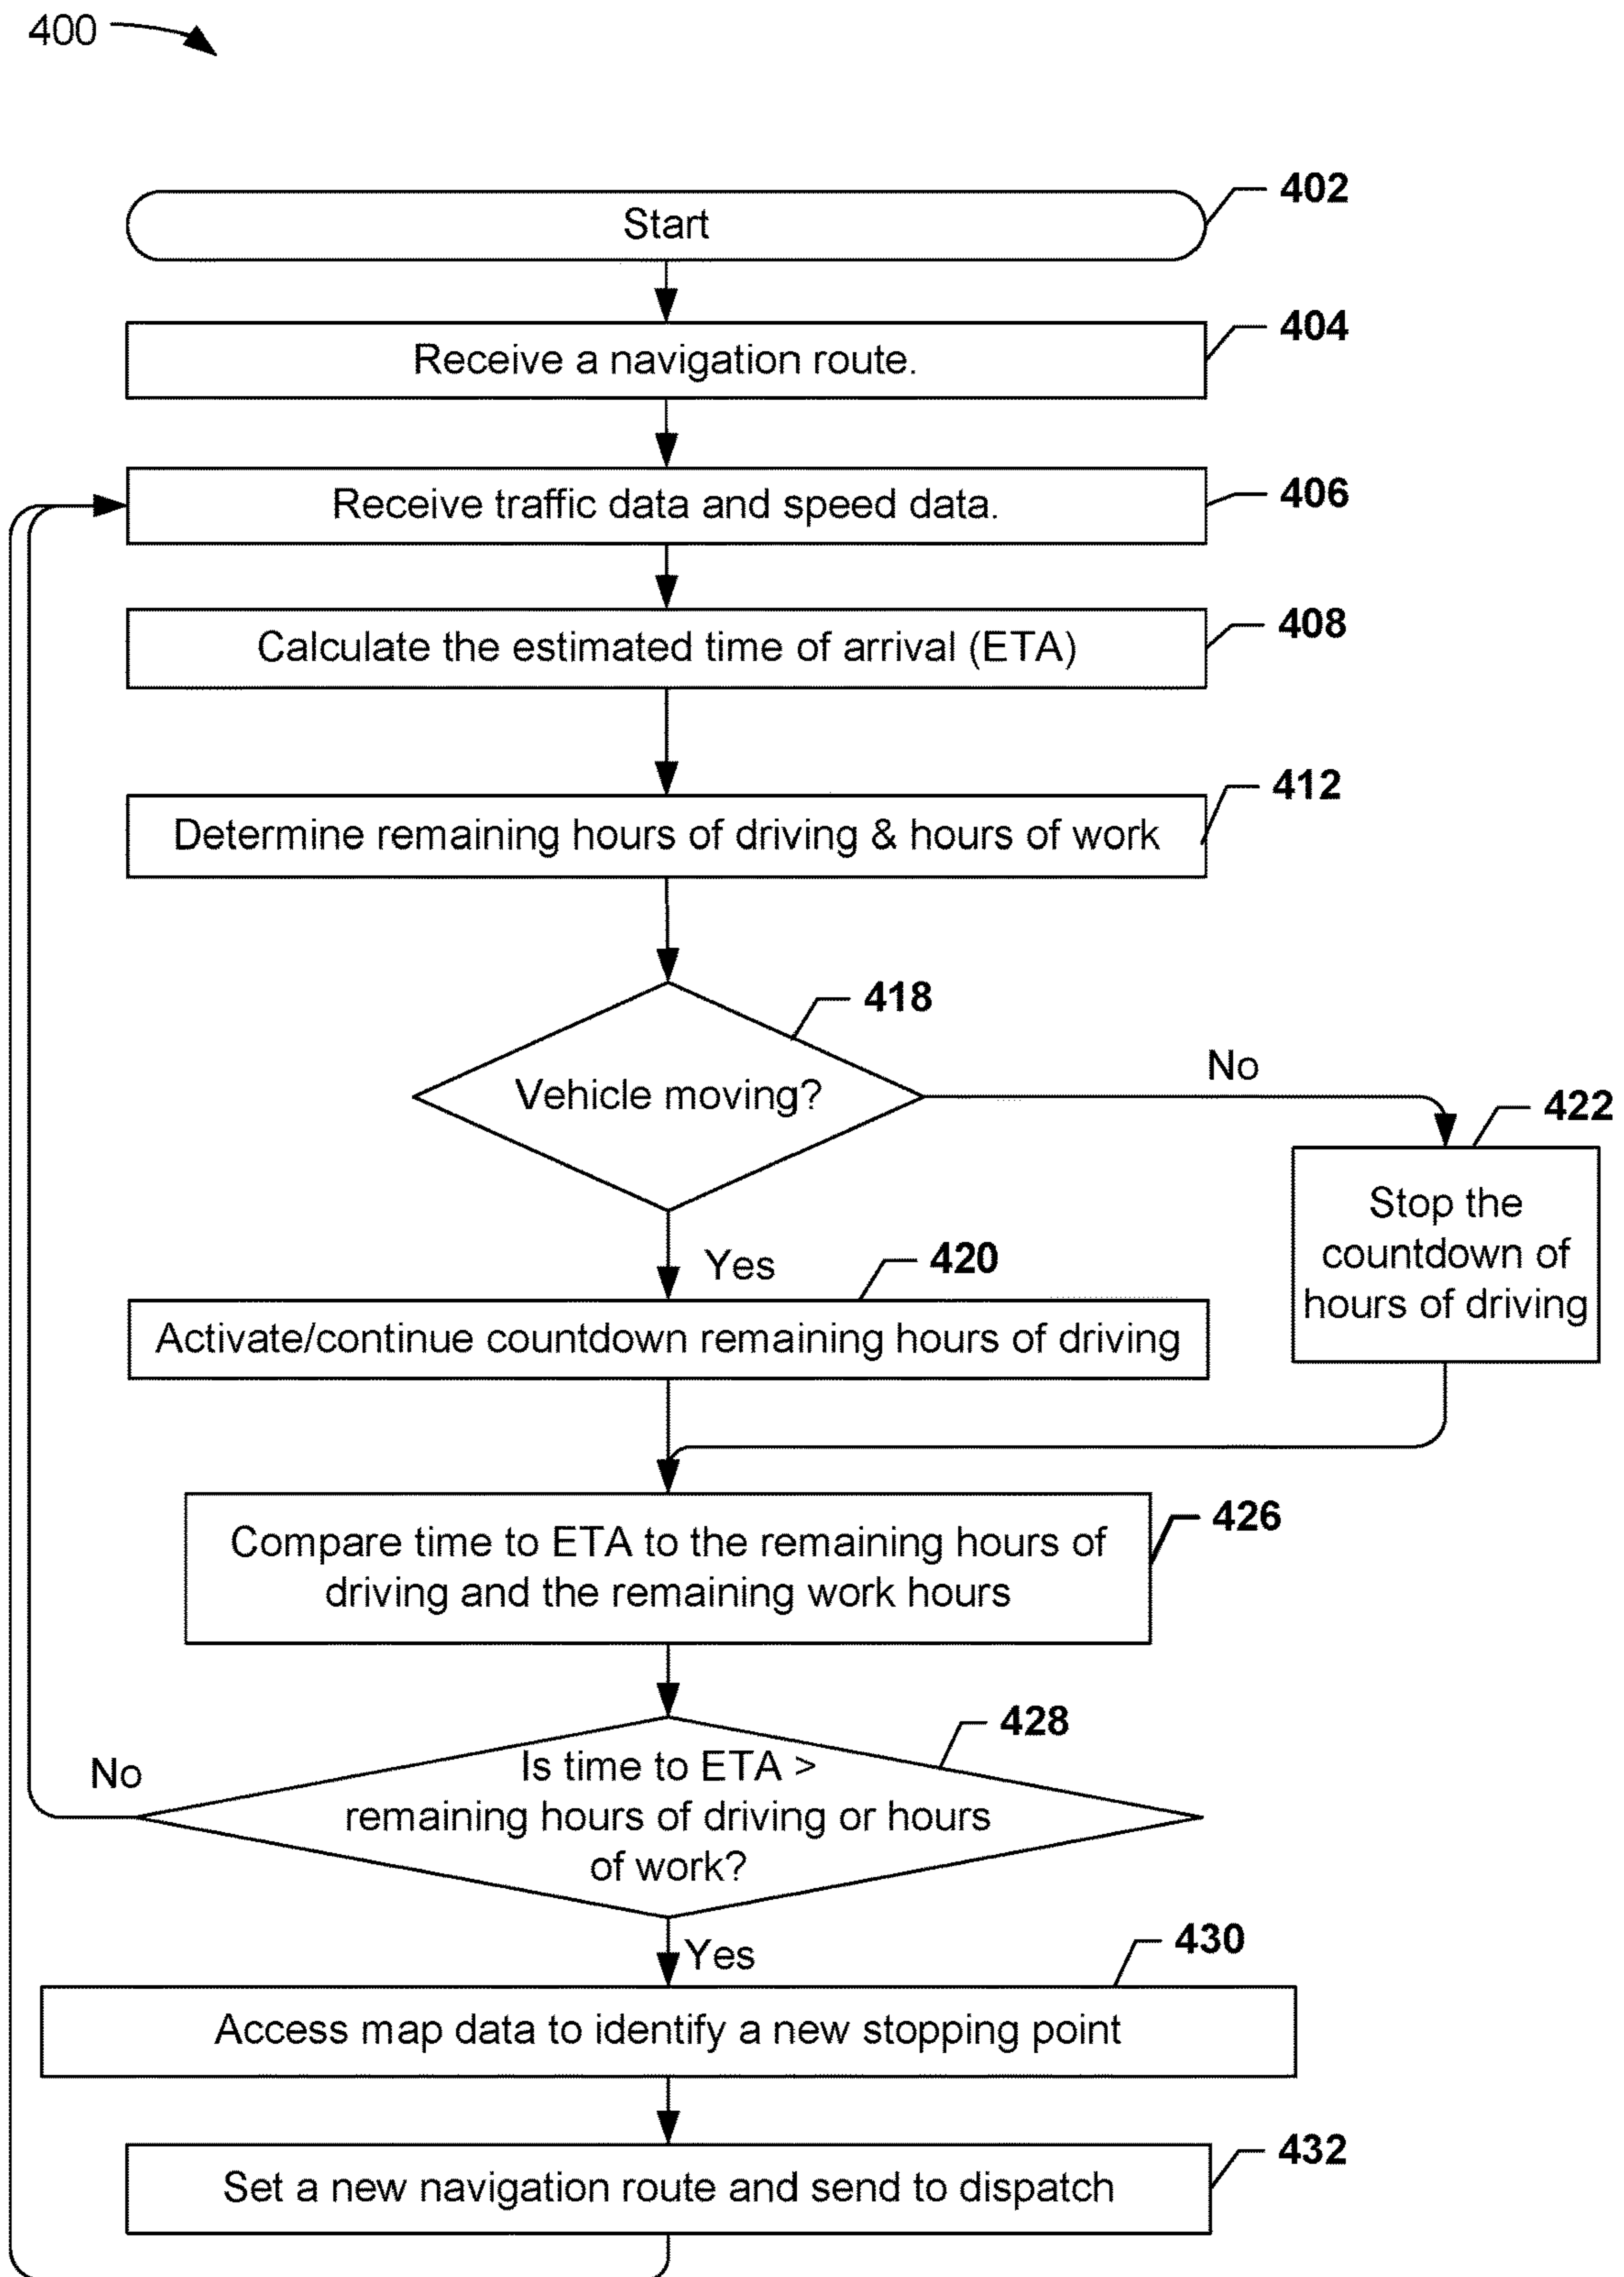 400
402
Start
404
Receive a navigation route.
406
Receive traffic data and speed data.
408
Calculate the estimated time of arrival (ETA)
412
Determine remaining hours of driving & hours of work
418
Vehicle moving?
No
422
Stop the
countdown of
hours of driving
Yes
420
Activate/continue countdown remaining hours of driving
426
Compare time to ETA to the remaining hours of
driving and the remaining work hours
428
No
Is time to ETA >
remaining hours of driving or hours
of work?
Yes
430
Access map data to identify a new stopping point
432
Set a new navigation route and send to dispatch